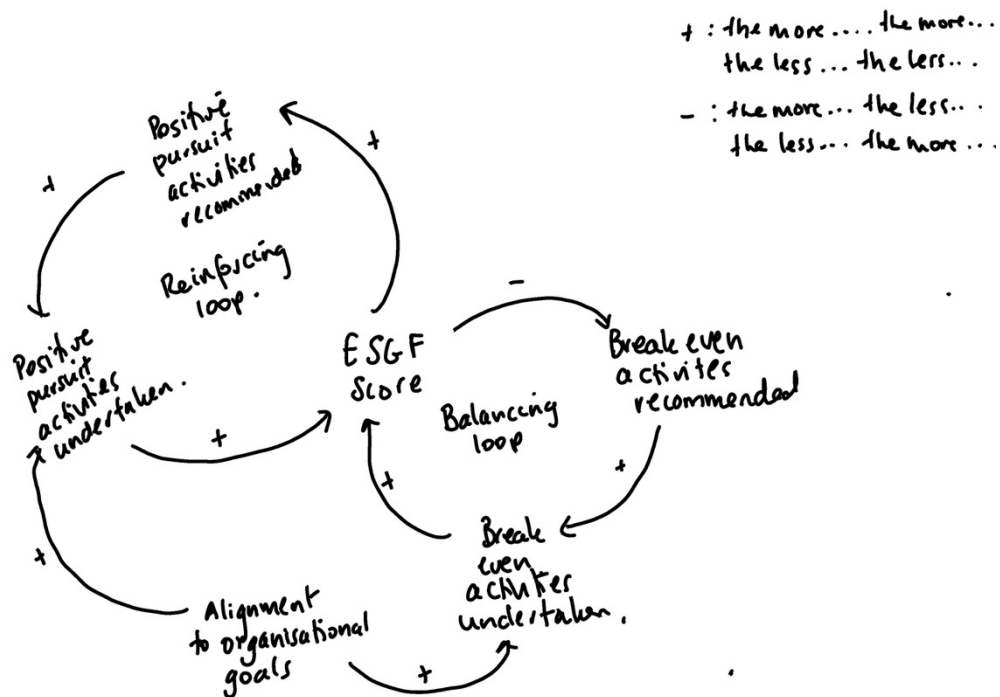 + : the more .... the more...
the less ... the less...
- : the more ... the less...
the less... the more ...
Positive
pursuit
activities
recommended
+
+
Reinforcing
loop.
-
ESGF
Score
Break even
activites
recommended
Positive
pursuit
activities
undertaken.
+
Balancing
loop
+
+
Break
even
activities
undertaken.
+
Alignment
to organisational
goals
+